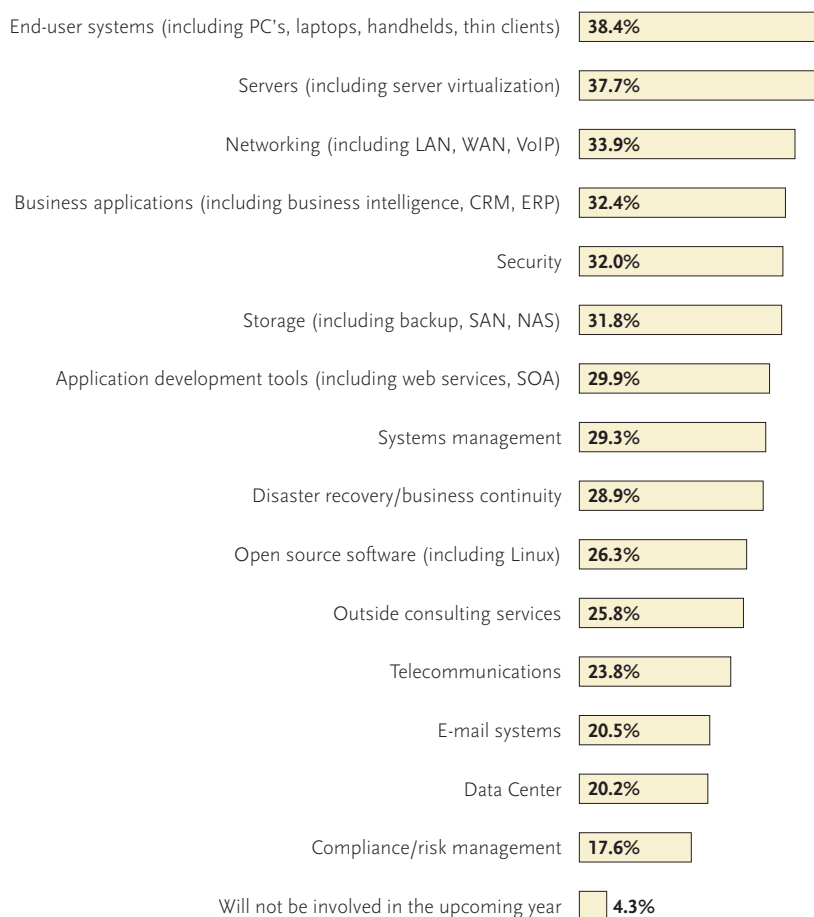 End-user systems (including PC's, laptops, handhelds, thin clients) 38.4%
Servers (including server virtualization) 37.7%
Networking (including LAN, WAN, VoIP) 33.9%
Business applications (including business intelligence, CRM, ERP) 32.4%
Security 32.0%
Storage (including backup, SAN, NAS) 31.8%
Application development tools (including web services, SOA) 29.9%
Systems management 29.3%
Disaster recovery/business continuity 28.9%
Open source software (including Linux) 26.3%
Outside consulting services 25.8%
Telecommunications 23.8%
E-mail systems 20.5%
Data Center 20.2%
Compliance/risk management 17.6%
Will not be involved in the upcoming year 4.3%